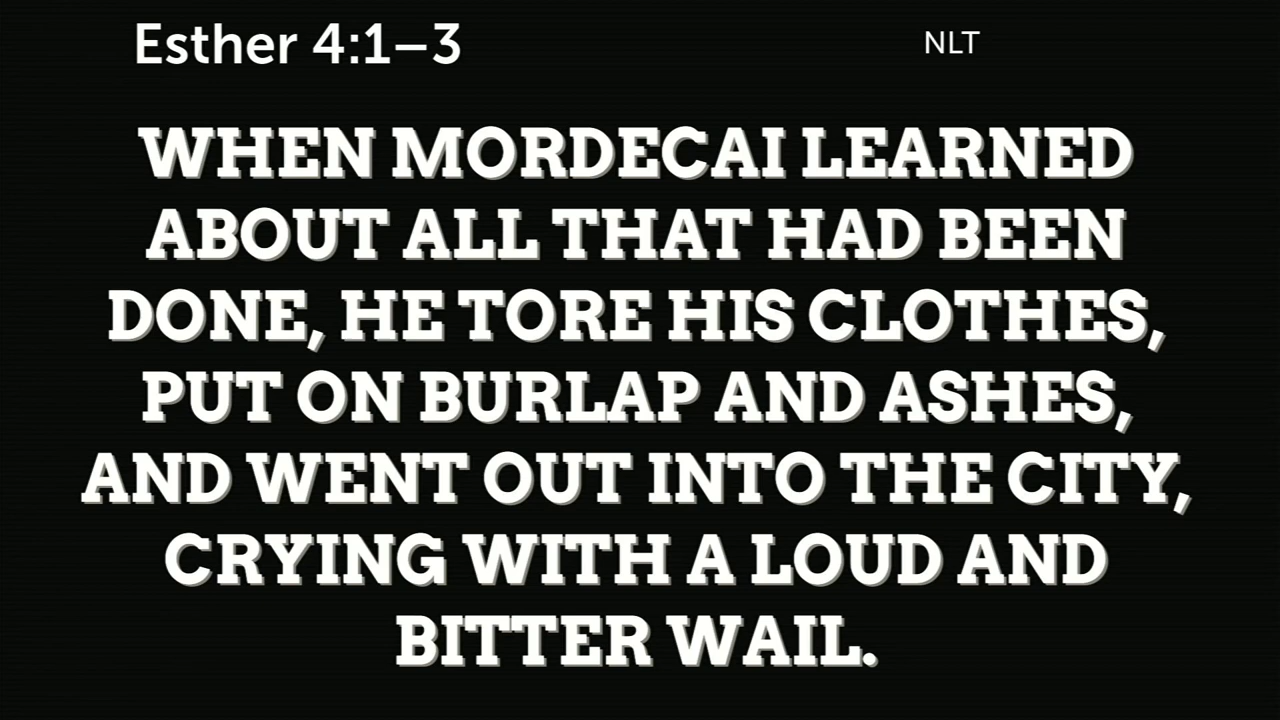 Esther 4:1–3
NLT
WHEN MORDECAI LEARNED
ABOUT ALL THAT HAD BEEN
DONE, HE TORE HIS CLOTHES,
PUT ON BURLAP AND ASHES,
AND WENT OUT INTO THE CITY,
CRYING WITH A LOUD AND
BITTER WAIL.